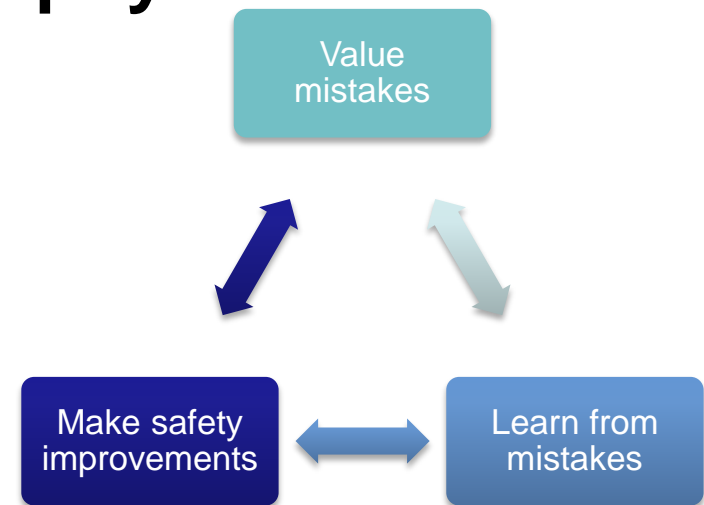 Value
mistakes
Make safety
improvements
Learn from
mistakes